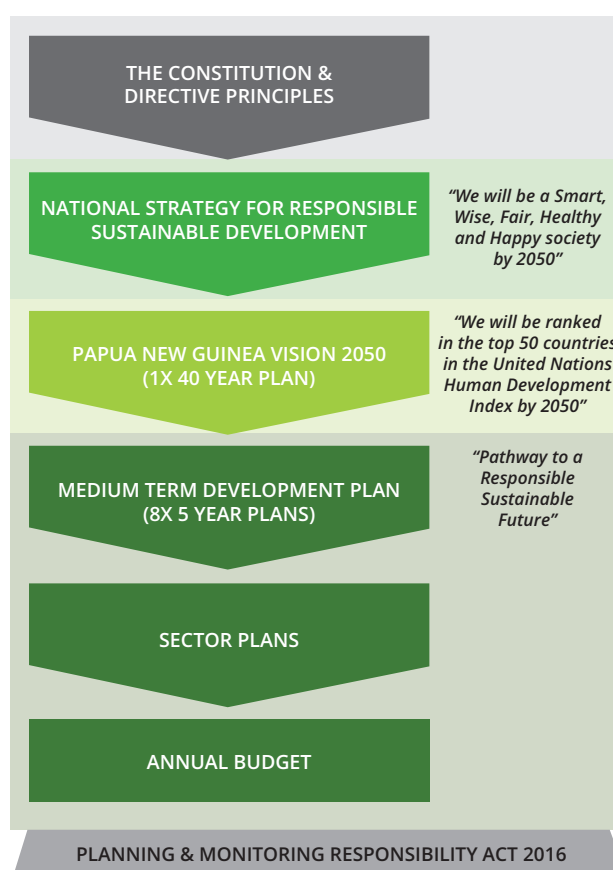 THE CONSTITUTION &
DIRECTIVE PRINCIPLES
NATIONAL STRATEGY FOR RESPONSIBLE
SUSTAINABLE DEVELOPMENT
“We will be a Smart,
Wise, Fair, Healthy
and Happy society
by 2050”
PAPUA NEW GUINEA VISION 2050
(1X 40 YEAR PLAN)
“We will be ranked
in the top 50 countries
in the United Nations
Human Development
Index by 2050”
MEDIUM TERM DEVELOPMENT PLAN
(8X 5 YEAR PLANS)
“Pathway to a
Responsible
Sustainable
Future”
SECTOR PLANS
ANNUAL BUDGET
PLANNING & MONITORING RESPONSIBILITY ACT 2016